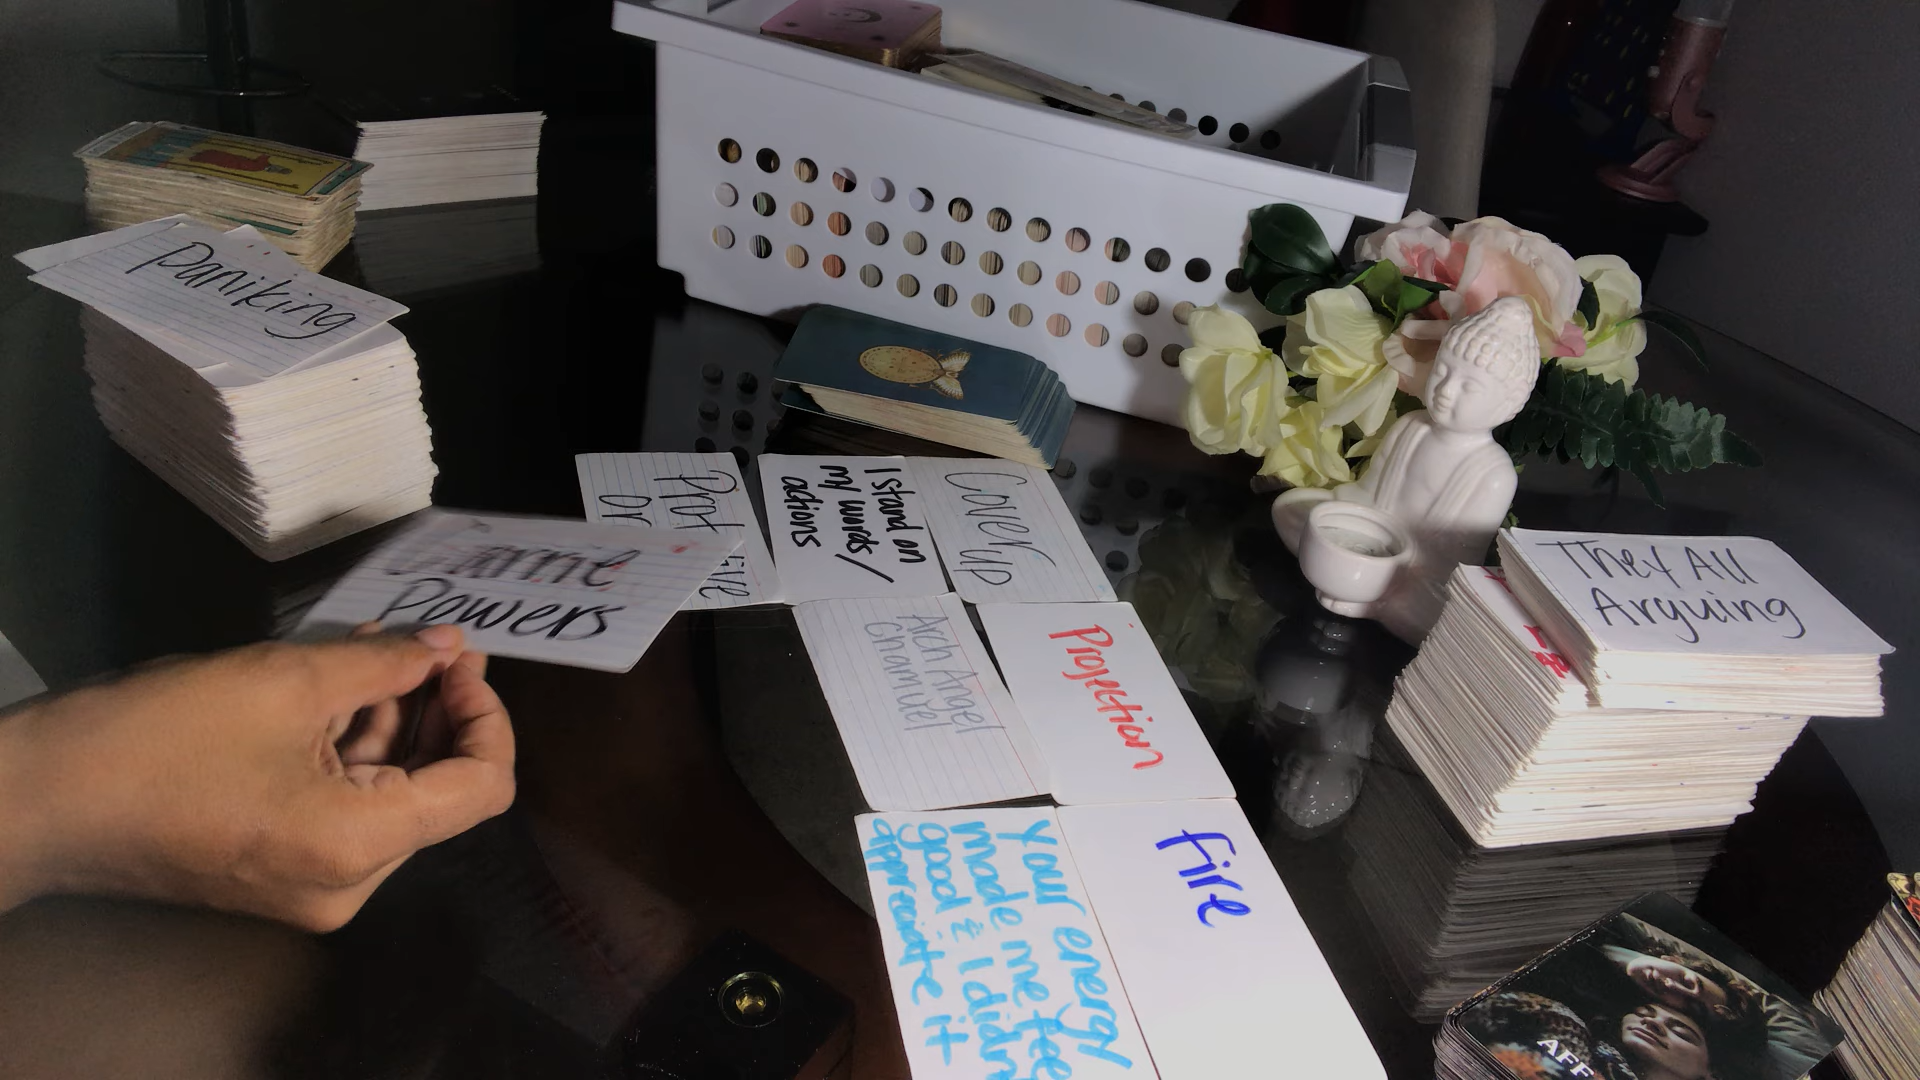 Paniking
Powers
I stand on
my words/
actions
Cover up
Arch Angel
Chamuel
Projection
Fire
Your energy
made me feel
good & I didn
appreciate it
They All
Arguing
AFF